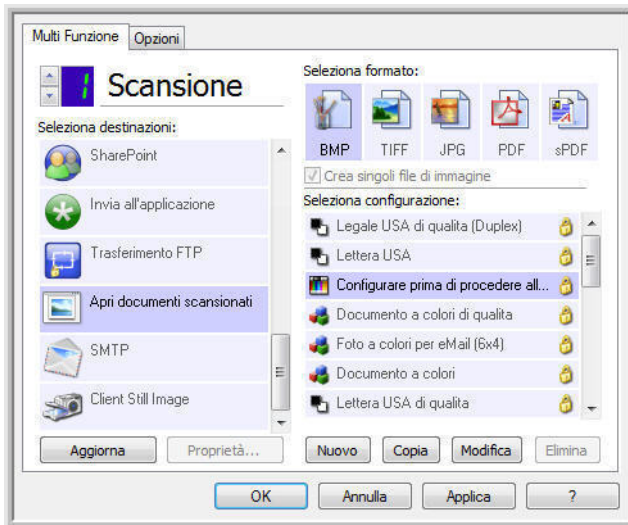 Multi Funzione
Opzioni
1 Scansione
Seleziona destinazioni:
SharePoint
Invia all'applicazione
Trasferimento FTP
Apri documenti scansionati
SMTP
Client Still Image
Aggiorna
Proprietà...
Seleziona formato:
BMP
TIFF
JPG
PDF
sPDF
Crea singoli file di immagine
Seleziona configurazione:
Legale USA di qualita (Duplex)
Lettera USA
Configurare prima di procedere all...
Documento a colori di qualita
Foto a colori per eMail (6x4)
Documento a colori
Lettera USA di qualita
Nuovo
Copia
Modifica
Elimina
OK
Annulla
Applica
?